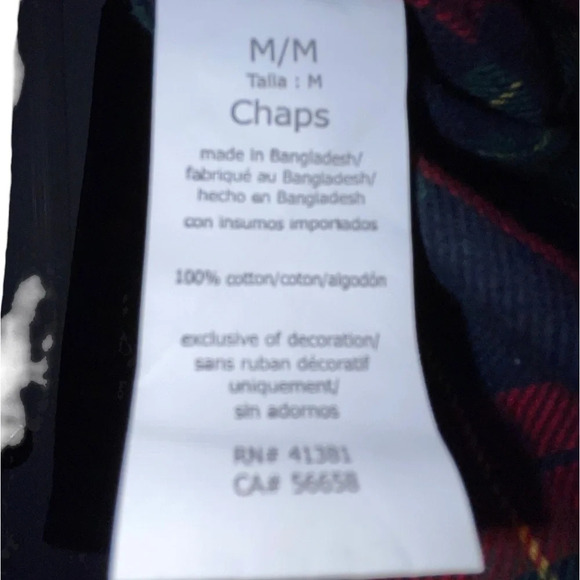 M/M
Talla : M
Chaps
made in Bangladesh/
fabriqué au Bangladesh/
hecho en Bangladesh
con insumos importados
100% cotton/coton/algodón
exclusive of decoration/
sans ruban décoratif
uniquement/
sin adornos
RN# 41381
CA# 56658